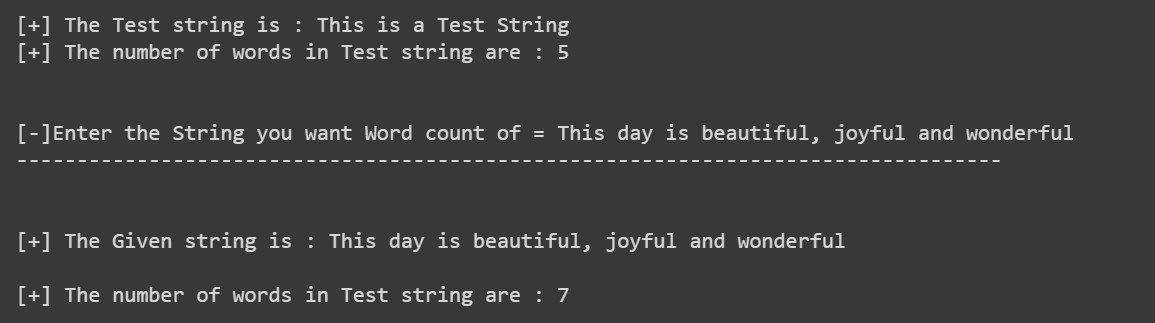 [+] The Test string is : This is a Test String
[+] The number of words in Test string are : 5
[-]Enter the String you want Word count of = This day is beautiful, joyful and wonderful
----------------------------------------------------------------------------------
[+] The Given string is : This day is beautiful, joyful and wonderful
[+] The number of words in Test string are : 7